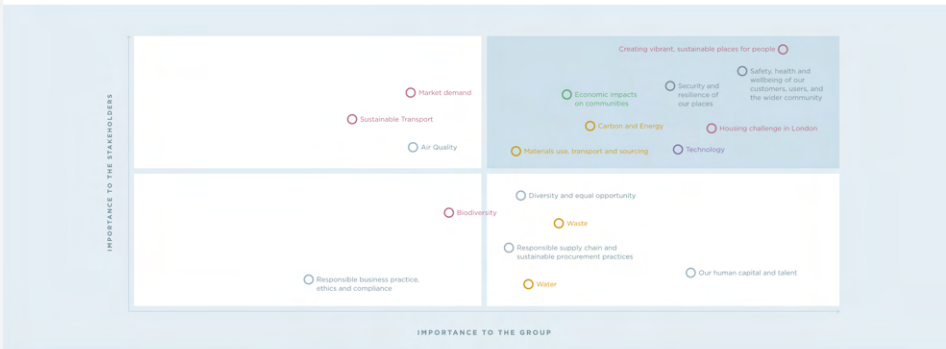 Creating vibrant, sustainable places for people
Safety, health and
wellbeing of our
customers, users, and
the wider community
Security and
resilience of
our places
Economic impacts
on communities
Market demand
Sustainable Transport
Carbon and Energy
Housing challenge in London
Air Quality
Materials use, transport and sourcing
Technology
IMPORTANCE TO THE STAKEHOLDERS
Diversity and equal opportunity
Biodiversity
Waste
Responsible supply chain and
sustainable procurement practices
Our human capital and talent
Responsible business practice,
ethics and compliance
Water
IMPORTANCE TO THE GROUP